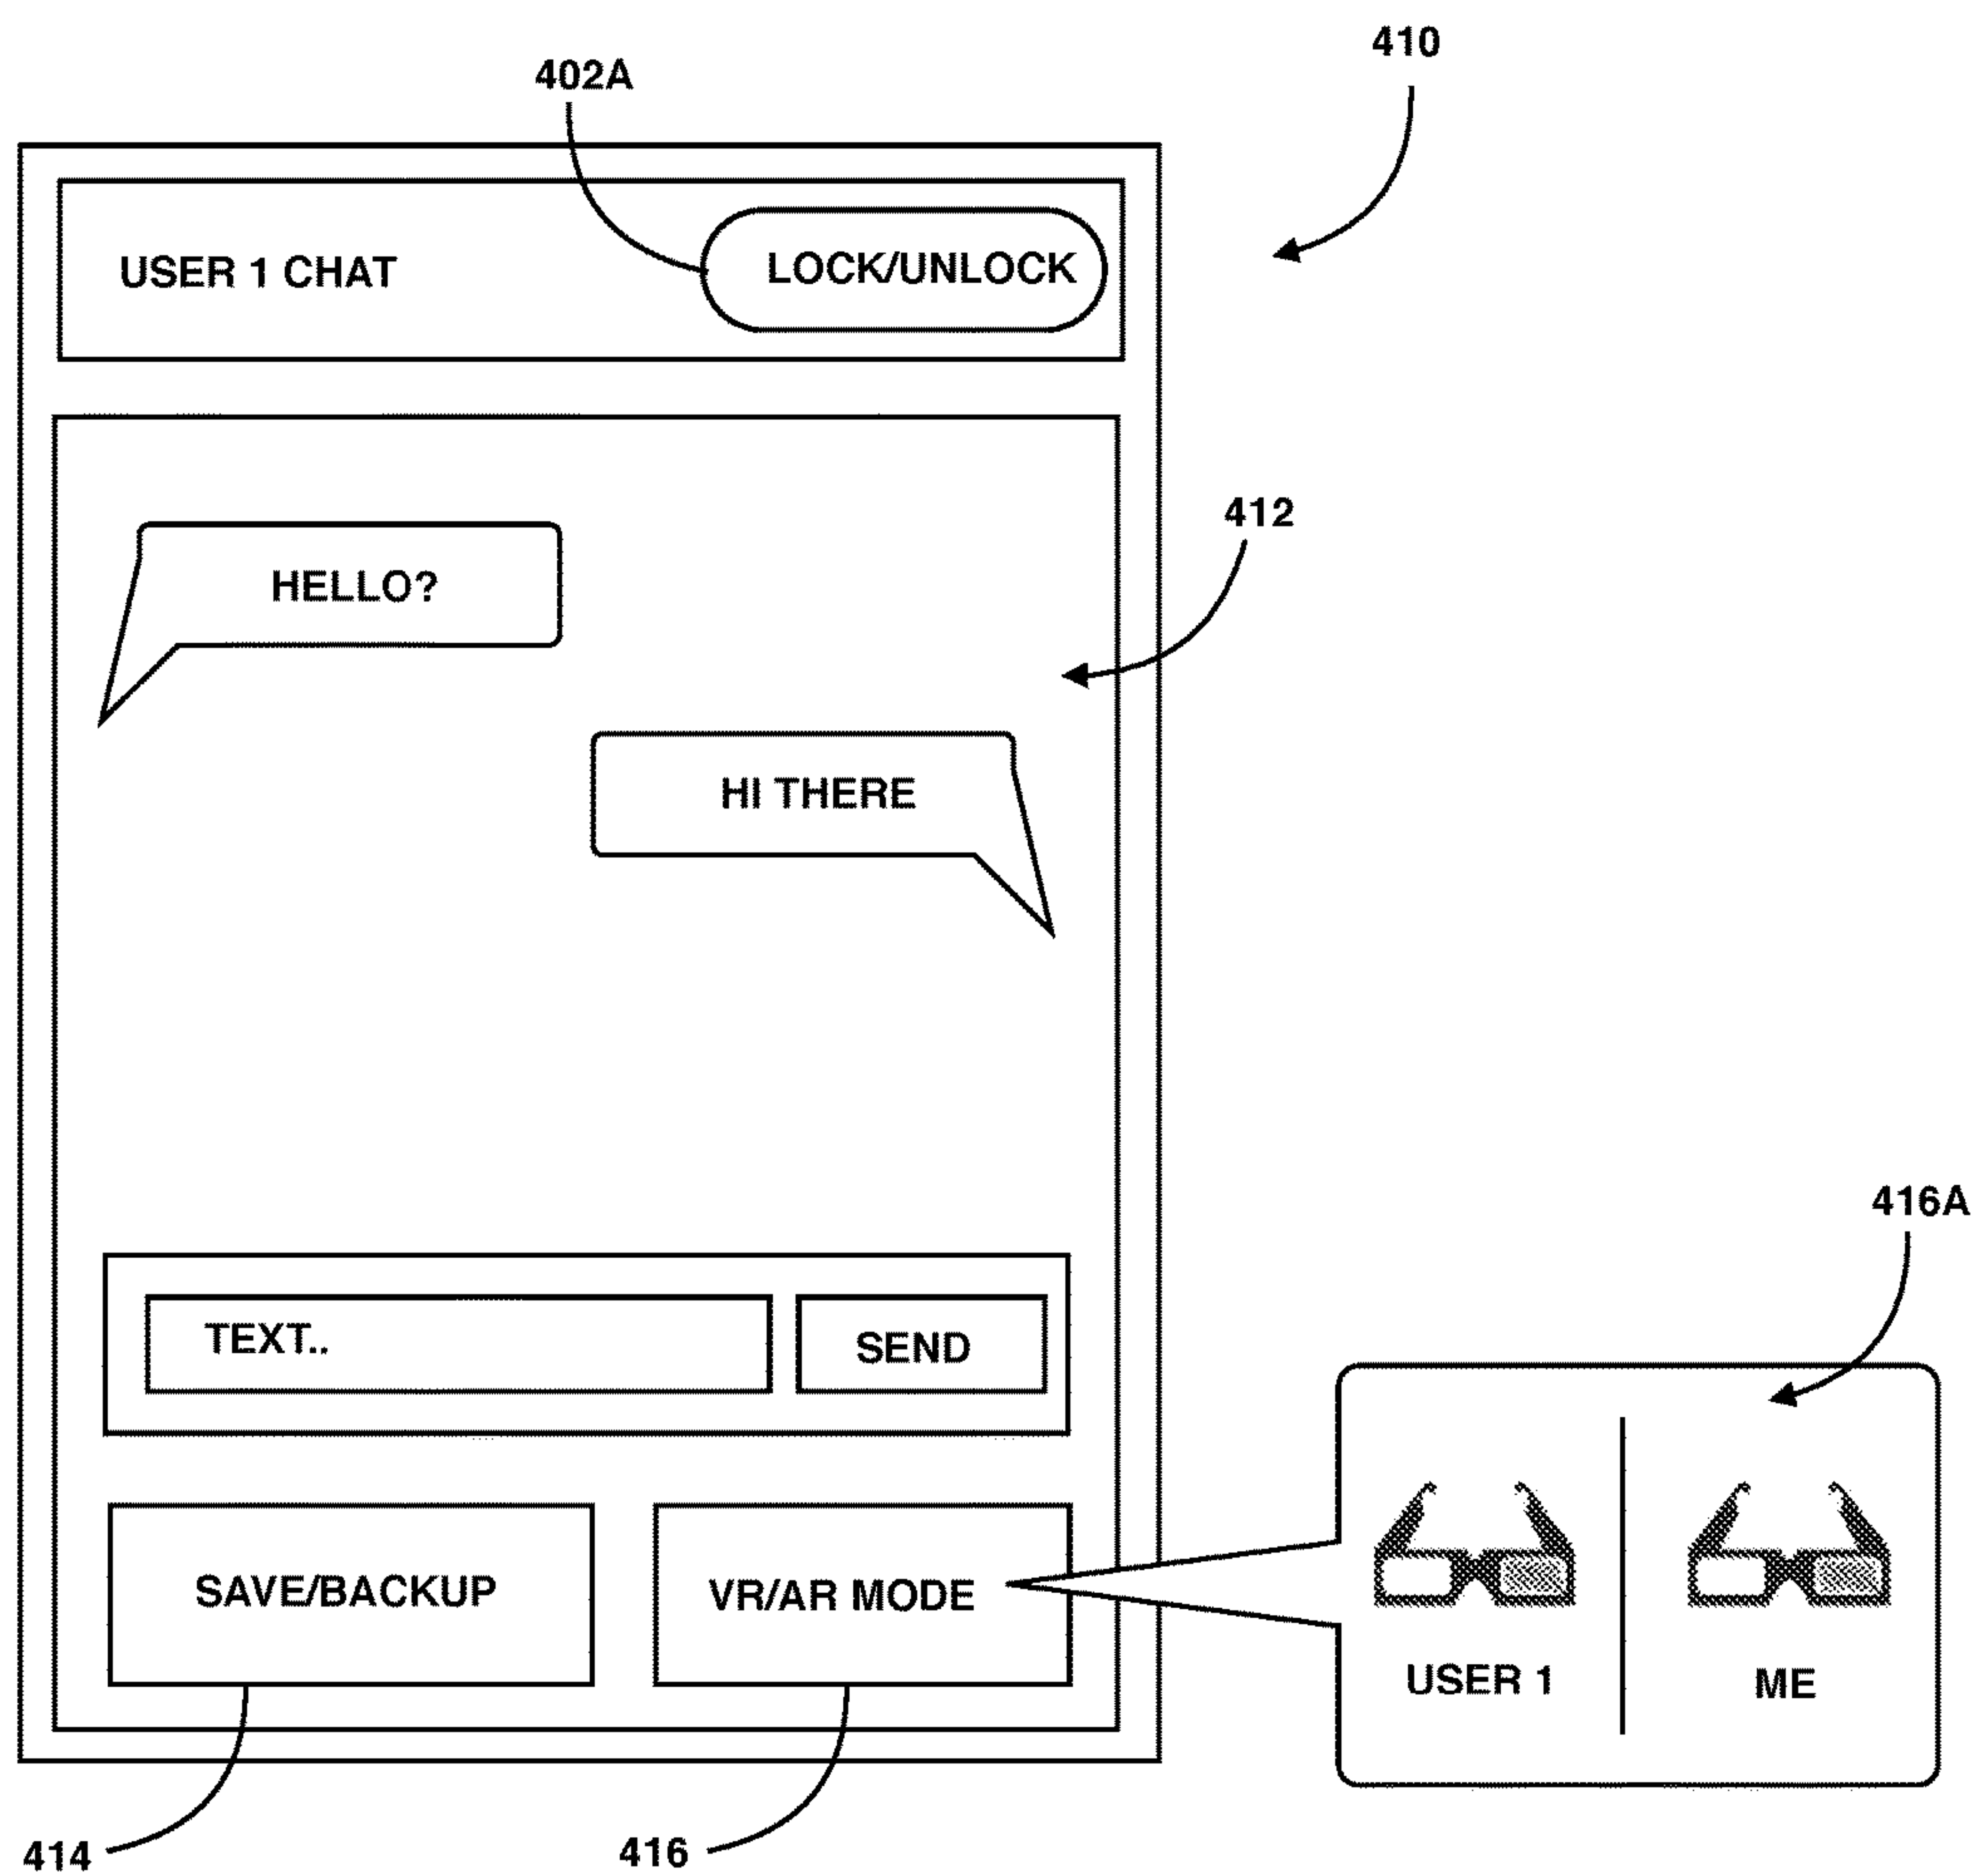 410
402A
USER 1 CHAT
LOCK/UNLOCK
412
HELLO?
HI THERE
416A
TEXT..
SEND
SAVE/BACKUP
VR/AR MODE
USER 1
ME
414
416